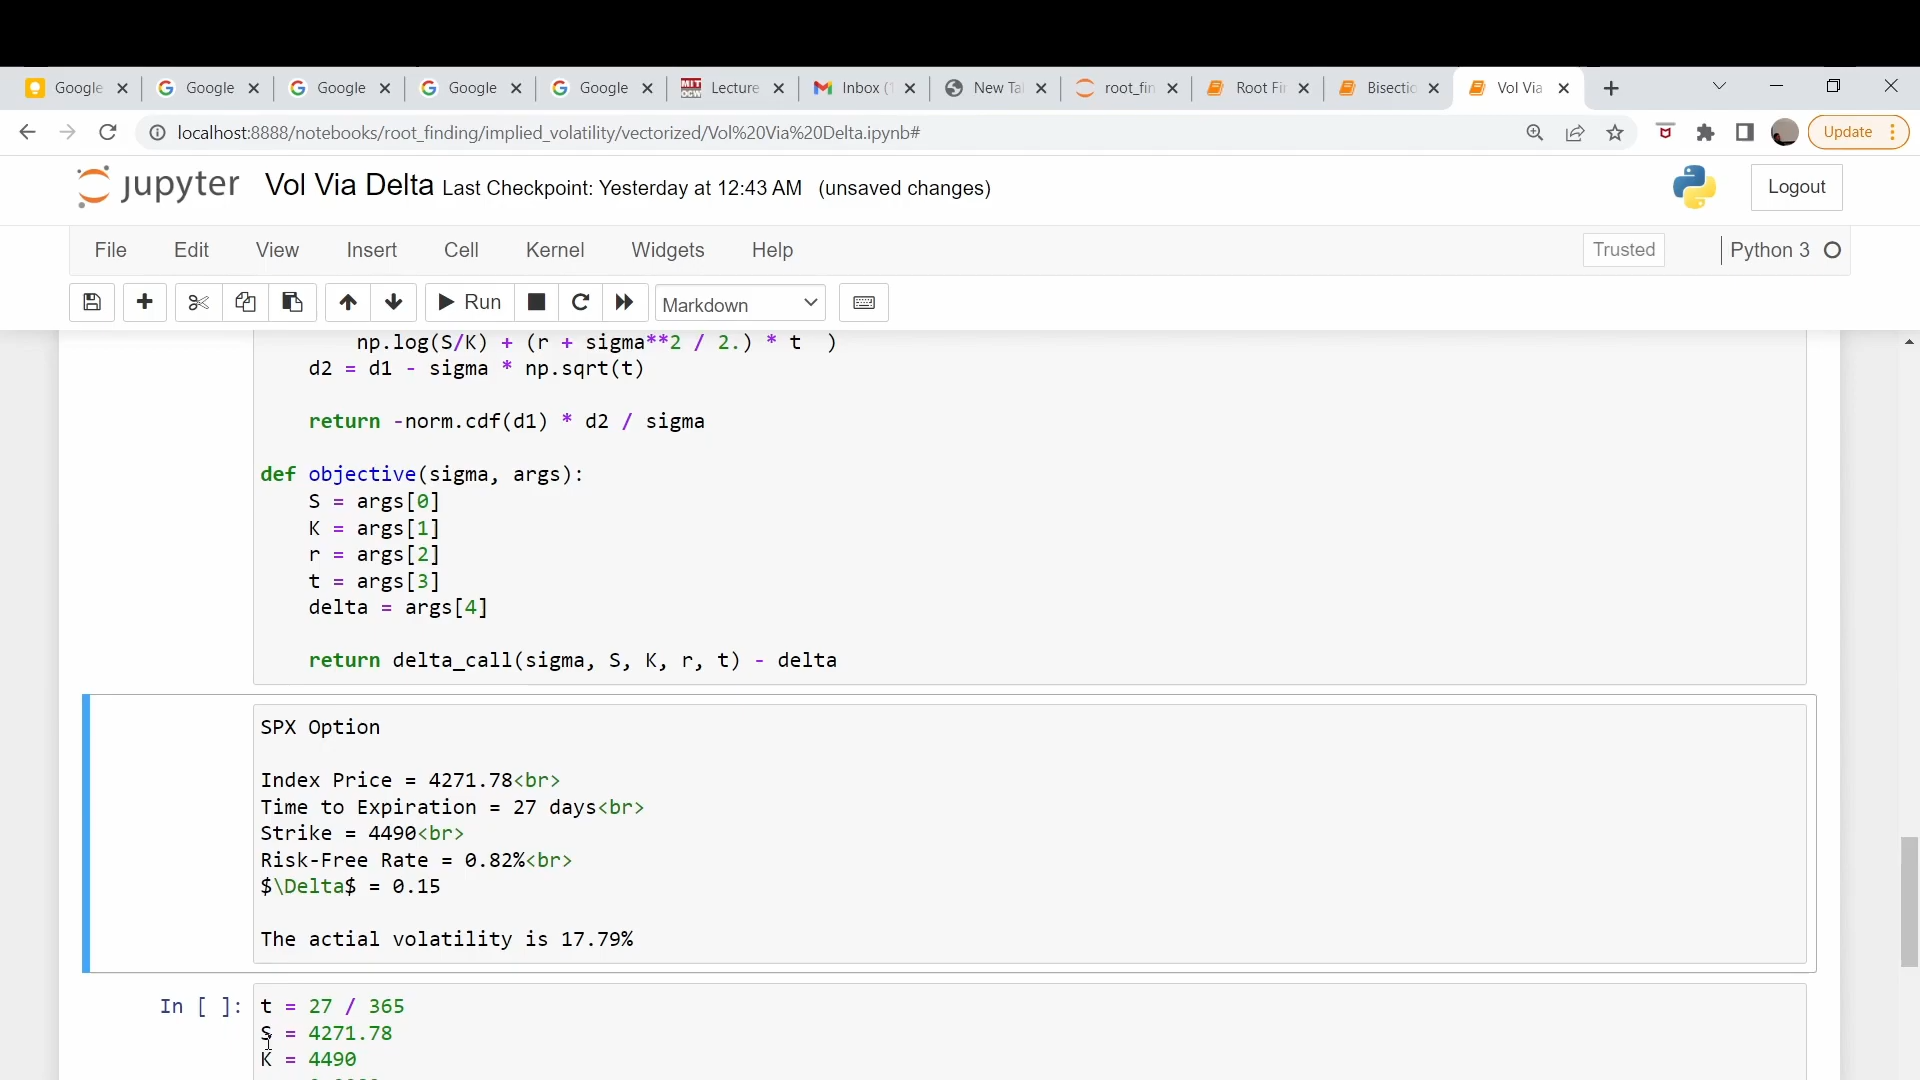 Google
Google
Google
Google
Google
MIT OCW
Lecture
Inbox (
New Ta
root_fin
Root Fi
Bisectio
Vol Via
localhost:8888/notebooks/root_finding/implied_volatility/vectorized/Vol%20Via%20Delta.ipynb#
Update
jupyter
Vol Via Delta Last Checkpoint: Yesterday at 12:43 AM (unsaved changes)
Logout
File Edit View Insert Cell Kernel Widgets Help
Trusted
Python 3
Run
Markdown
np.log(S/K) + (r + sigma**2 / 2.) * t )
d2 = d1 - sigma * np.sqrt(t)
return -norm.cdf(d1) * d2 / sigma
def objective(sigma, args):
S = args[0]
K = args[1]
r = args[2]
t = args[3]
delta = args[4]
return delta_call(sigma, S, K, r, t) - delta
SPX Option
Index Price = 4271.78<br>
Time to Expiration = 27 days<br>
Strike = 4490<br>
Risk-Free Rate = 0.82%<br>
$\Delta$ = 0.15
The actial volatility is 17.79%
In [ ]:
t = 27 / 365
S = 4271.78
K = 4490